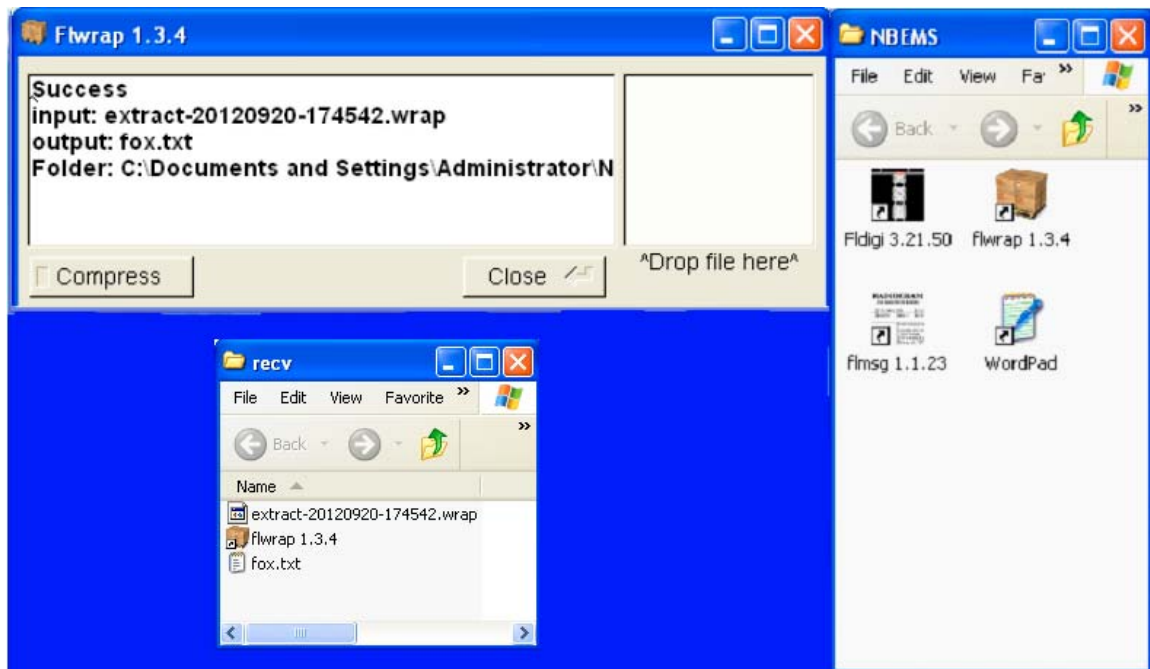 Flwrap 1.3.4
Success
input: extract-20120920-174542.wrap
output: fox.txt
Folder: C:\Documents and Settings\Administrator\N
Compress
Close
^Drop file here^
NBEMS
File Edit View Fa »
Back »
Fldigi 3.21.50 flwrap 1.3.4
RADIOGRAM
flmsg 1.1.23 WordPad
recv
File Edit View Favorite »
Back »
Name
extract-20120920-174542.wrap
flwrap 1.3.4
fox.txt